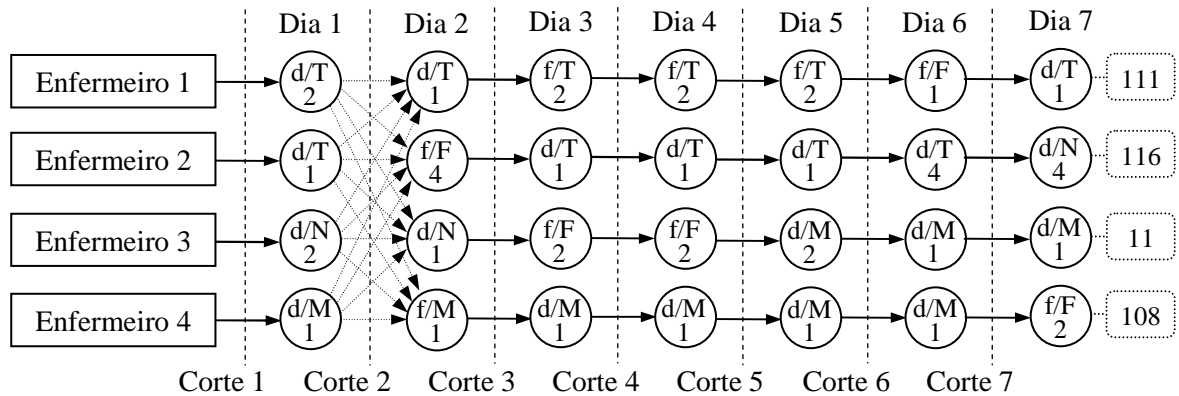 Dia 1 Dia 2 Dia 3 Dia 4 Dia 5 Dia 6 Dia 7
Enfermeiro 1 d/T 2 d/T 1 f/T 2 f/T 2 f/T 2 f/F 1 d/T 1 111
Enfermeiro 2 d/T 1 f/F 4 d/T 1 d/T 1 d/T 1 d/T 4 d/N 4 116
Enfermeiro 3 d/N 2 d/N 1 f/F 2 f/F 2 d/M 2 d/M 1 d/M 1 11
Enfermeiro 4 d/M 1 f/M 1 d/M 1 d/M 1 d/M 1 d/M 1 f/F 2 108
Corte 1 Corte 2 Corte 3 Corte 4 Corte 5 Corte 6 Corte 7